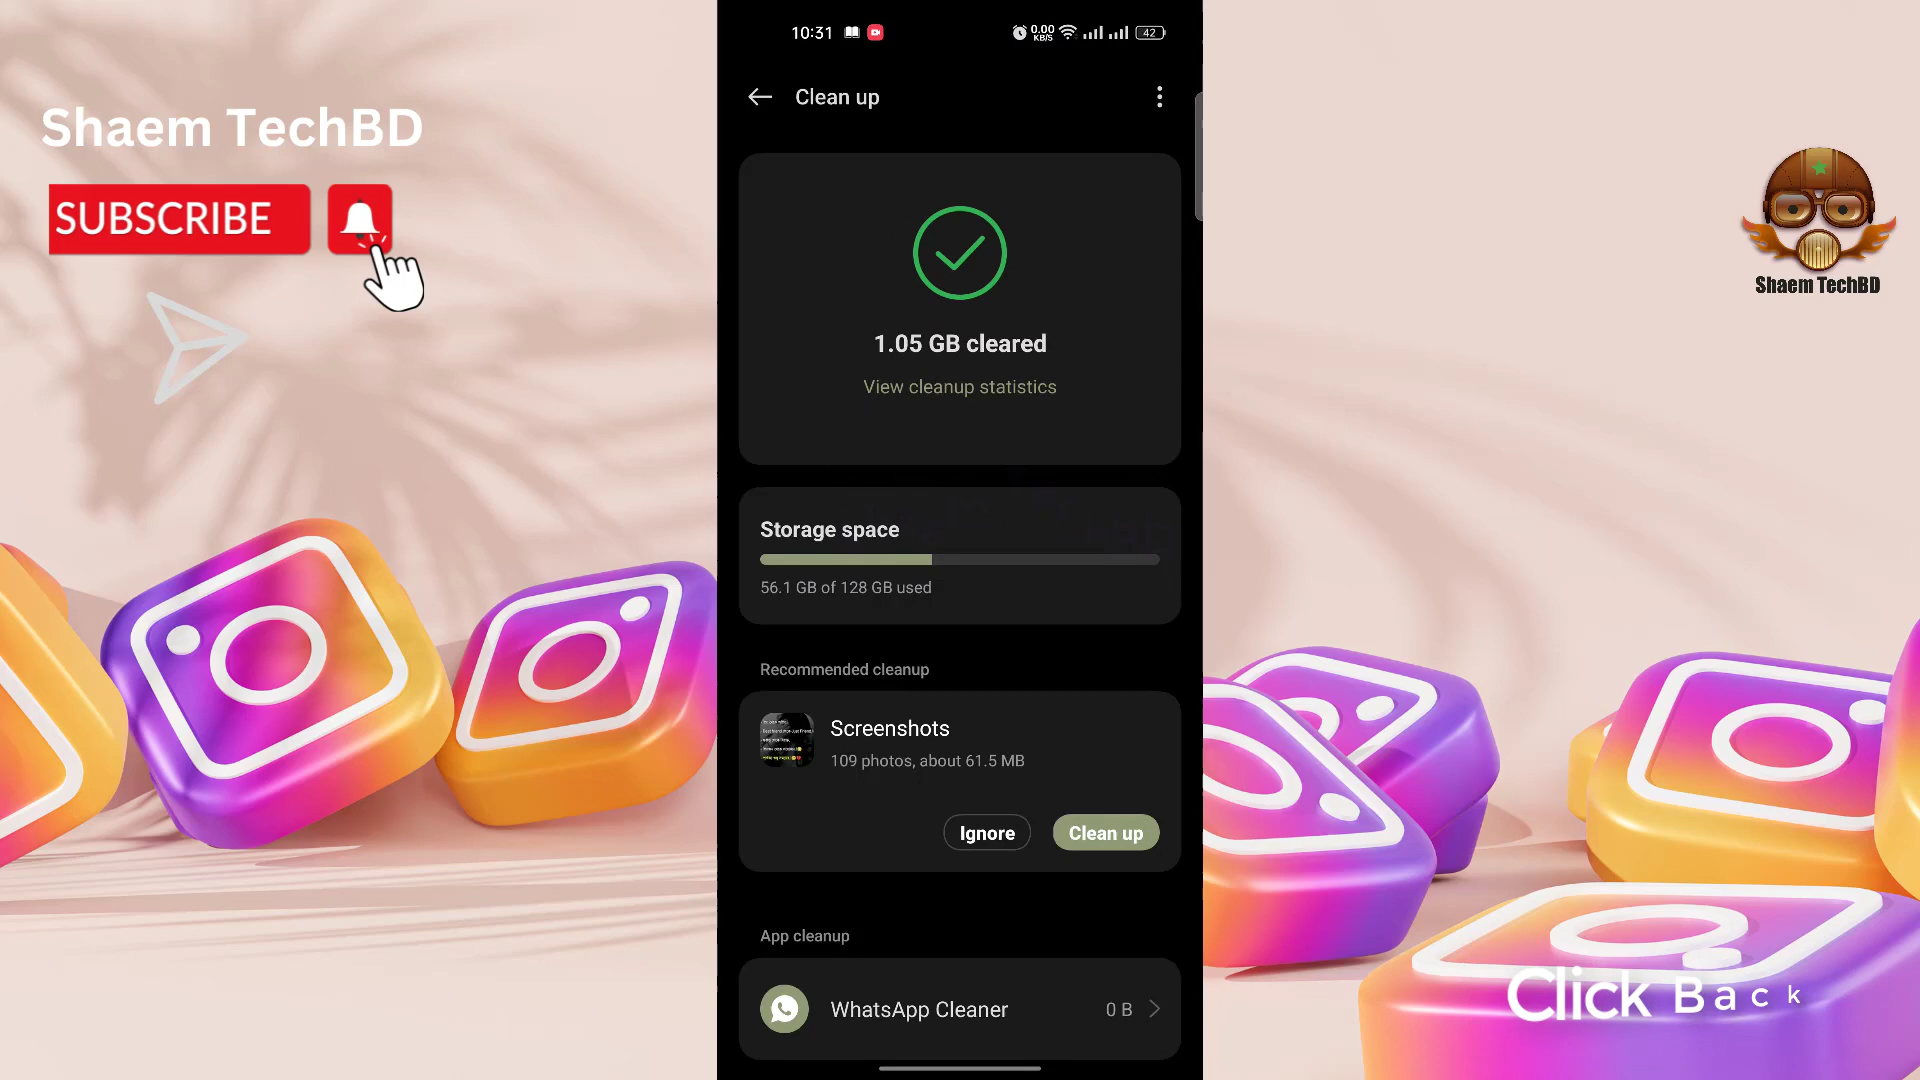 Shaem TechBD
SUBSCRIBE
10:31
0.00
KB/S
42
Clean up
1.05 GB cleared
View cleanup statistics
Storage space
56.1 GB of 128 GB used
Recommended cleanup
Screenshots
109 photos, about 61.5 MB
Ignore
Clean up
App cleanup
WhatsApp Cleaner
0 B
Shaem TechBD
Click Back